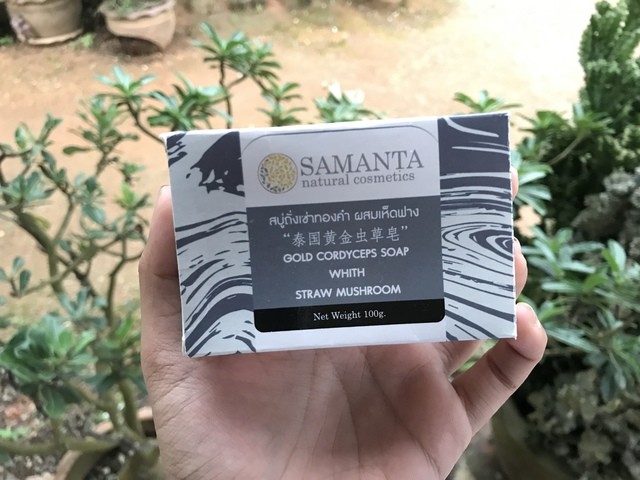 SAMANTA
natural cosmetics
สบู่ถั่งเช่าทองคำ ผสมเห็ดฟาง
“泰国黄金虫草皂”
GOLD CORDYCEPS SOAP
WHITH
STRAW MUSHROOM
Net Weight 100g.